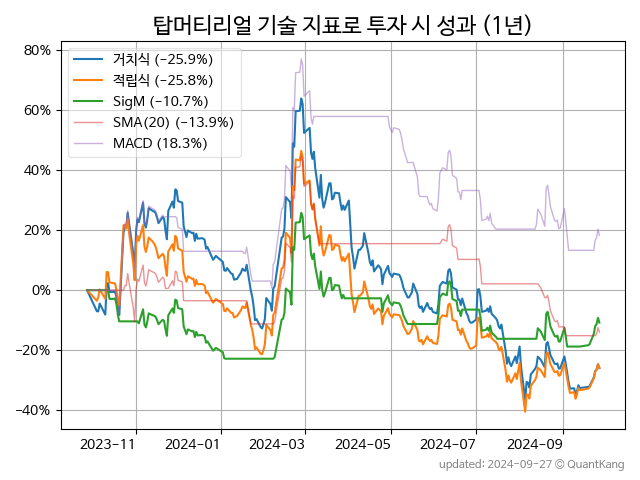 탑머티리얼 기술 지표로 투자 시 성과 (1년)
80%
60%
40%
20%
0%
−20%
−40%
거치식 (−25.9%)
적립식 (−25.8%)
SigM (−10.7%)
SMA(20) (−13.9%)
MACD (18.3%)
2023-11
2024-01
2024-03
2024-05
2024-07
2024-09
updated: 2024-09-27 © QuantKang